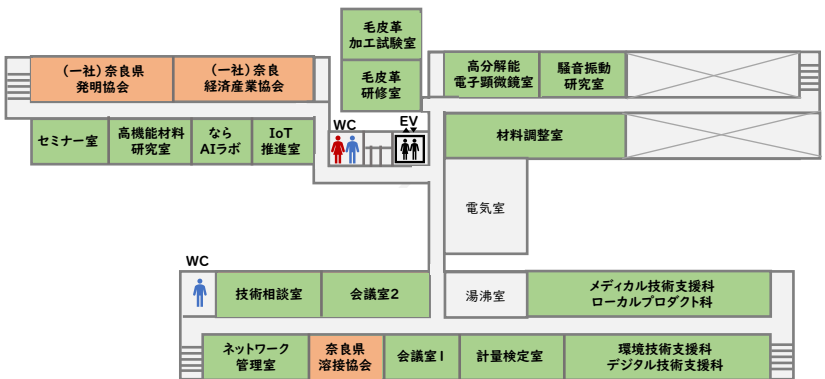 毛皮革
加工試験室
毛皮革
研修室
(一社)奈良県
発明協会
(一社)奈良
経済産業協会
高分解能
電子顕微鏡室
騒音振動
研究室
WC
EV
セミナー室
高機能材料
研究室
なら
AIラボ
IoT
推進室
材料調整室
電気室
WC
技術相談室
会議室2
湯沸室
メディカル技術支援科
ローカルプロダクト科
ネットワーク
管理室
奈良県
溶接協会
会議室1
計量検定室
環境技術支援科
デジタル技術支援科